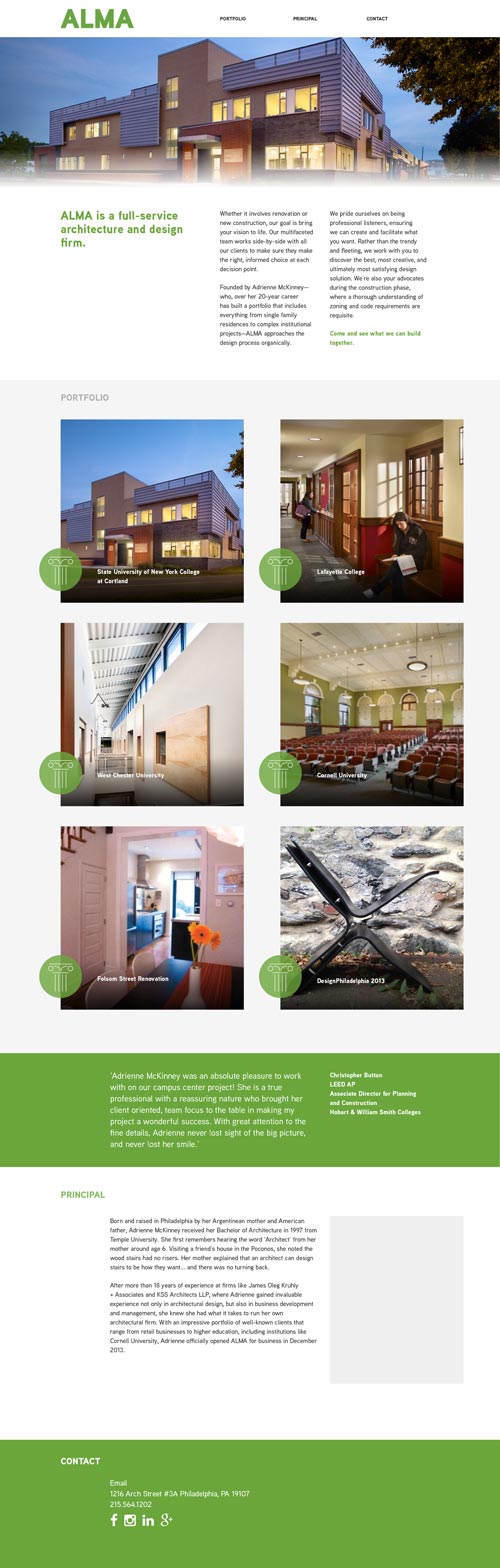 ALMA
PORTFOLIO PRINCIPAL CONTACT
ALMA is a full-service
architecture and design
firm.
Whether it involves renovation or
new construction, our goal is bring
your vision to life. Our multifaceted
team works side-by-side with all
our clients to make sure they make
the right, informed choice at each
decision point.
Founded by Adrienne McKinney—
who, over her 20-year career
has built a portfolio that includes
everything from single family
residences to complex institutional
projects—ALMA approaches the
design process organically.
We pride ourselves on being
professional listeners, ensuring
we can create and facilitate what
you want. Rather than the trendy
and fleeting, we work with you to
discover the best, most creative, and
ultimately most satisfying design
solution. We're also your advocates
during the construction phase,
where a thorough understanding of
zoning and code requirements are
requisite.
Come and see what we can build
together.
PORTFOLIO
State University of New York College
at Cortland
Lafayette College
West Chester University
Cornell University
Folsom Street Renovation
DesignPhiladelphia 2013
'Adrienne McKinney was an absolute pleasure to work
with on our campus center project! She is a true
professional with a reassuring nature who brought her
client oriented, team focus to the table in making my
project a wonderful success. With great attention to the
fine details, Adrienne never lost sight of the big picture,
and never lost her smile.'
Christopher Button
LEED AP
Associate Director for Planning
and Construction
Hobart & William Smith Colleges
PRINCIPAL
Born and raised in Philadelphia by her Argentinean mother and American
father, Adrienne McKinney received her Bachelor of Architecture in 1997 from
Temple University. She first remembers hearing the word 'Architect' from her
mother around age 6. Visiting a friend's house in the Poconos, she noted the
wood stairs had no risers. Her mother explained that an architect can design
stairs to be how they want... and there was no turning back.
After more than 18 years of experience at firms like James Oleg Kruhly
+ Associates and KSS Architects LLP, where Adrienne gained invaluable
experience not only in architectural design, but also in business development
and management, she knew she had what it takes to run her own
architectural firm. With an impressive portfolio of well-known clients that
range from retail businesses to higher education, including institutions like
Cornell University, Adrienne officially opened ALMA for business in December
2013.
CONTACT
Email
1216 Arch Street #3A Philadelphia, PA 19107
215.564.1202